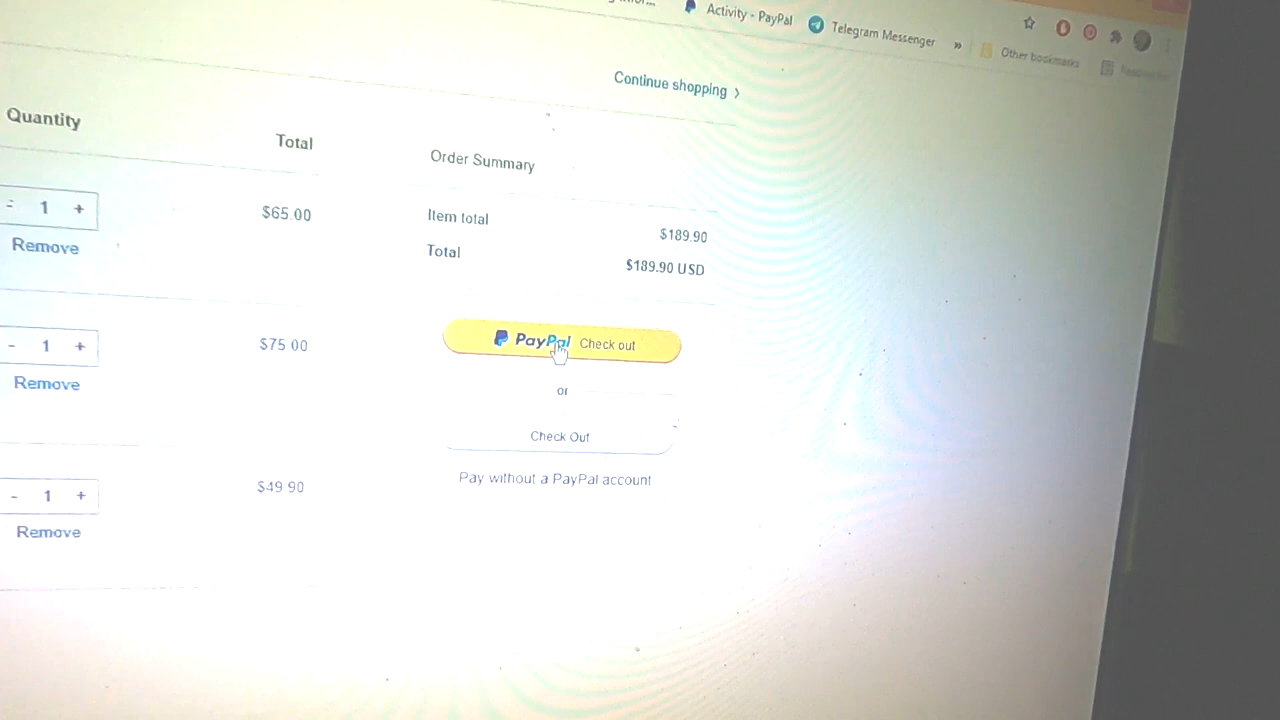 Activity - PayPal
Telegram Messenger
»
Other bookmarks
Continue shopping >
Quantity
Total
Order Summary
- 1 +
$65.00
Remove
Item total
$189.90
Total
$189.90 USD
- 1 +
$75 00
Remove
PayPal Check out
or
Check Out
Pay without a PayPal account
- 1 +
$49 90
Remove